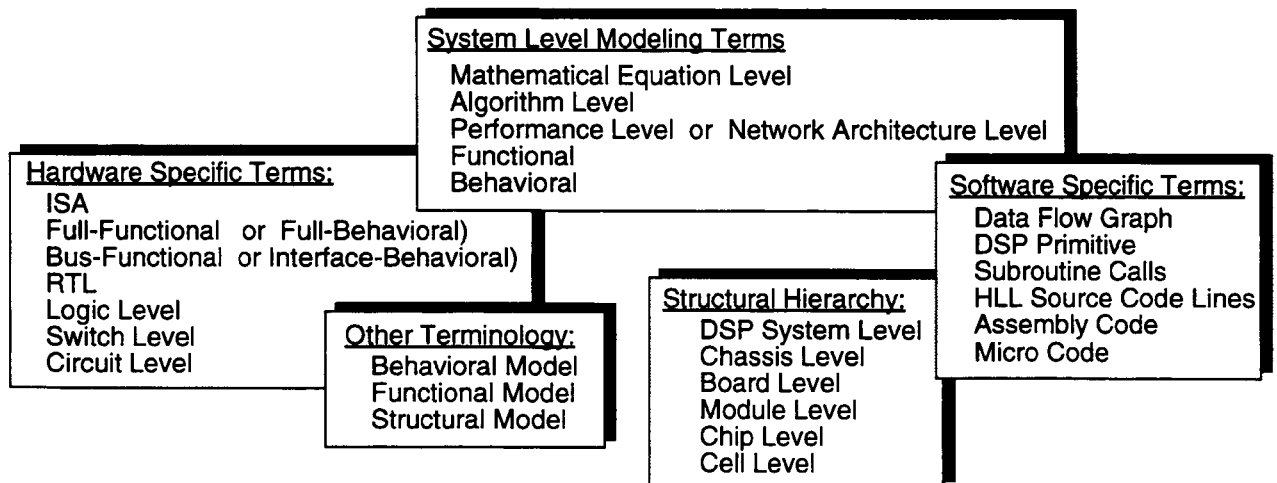 System Level Modeling Terms
Mathematical Equation Level
Algorithm Level
Performance Level or Network Architecture Level
Functional
Behavioral
Hardware Specific Terms:
ISA
Full-Functional or Full-Behavioral)
Bus-Functional or Interface-Behavioral)
RTL
Logic Level
Switch Level
Circuit Level
Other Terminology:
Behavioral Model
Functional Model
Structural Model
Structural Hierarchy:
DSP System Level
Chassis Level
Board Level
Module Level
Chip Level
Cell Level
Software Specific Terms:
Data Flow Graph
DSP Primitive
Subroutine Calls
HLL Source Code Lines
Assembly Code
Micro Code